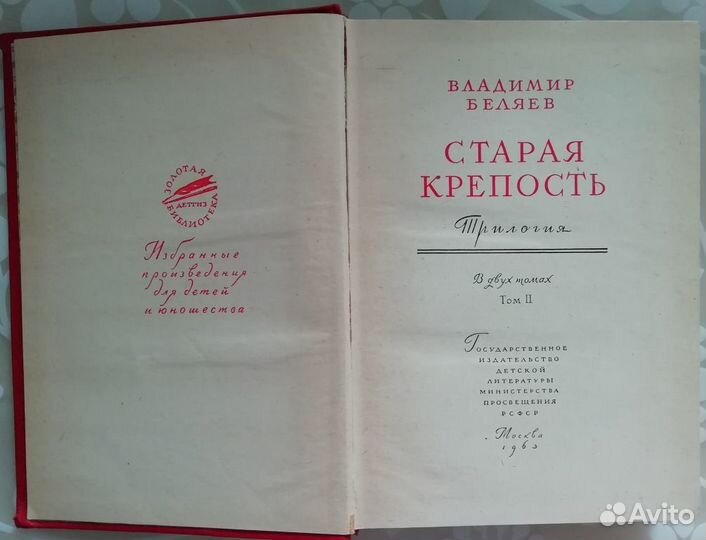 ЗОЛОТАЯ
ДЕТГИЗ
БИБЛИОТЕКА
Избранные
произведения
для детей
и юношества
ВЛАДИМИР
БЕЛЯЕВ
СТАРАЯ
КРЕПОСТЬ
Трилогия
В двух томах
Том II
Государственное
издательство
детской
литературы
министерства
просвещения
РСФСР
Москва
1963
Avito